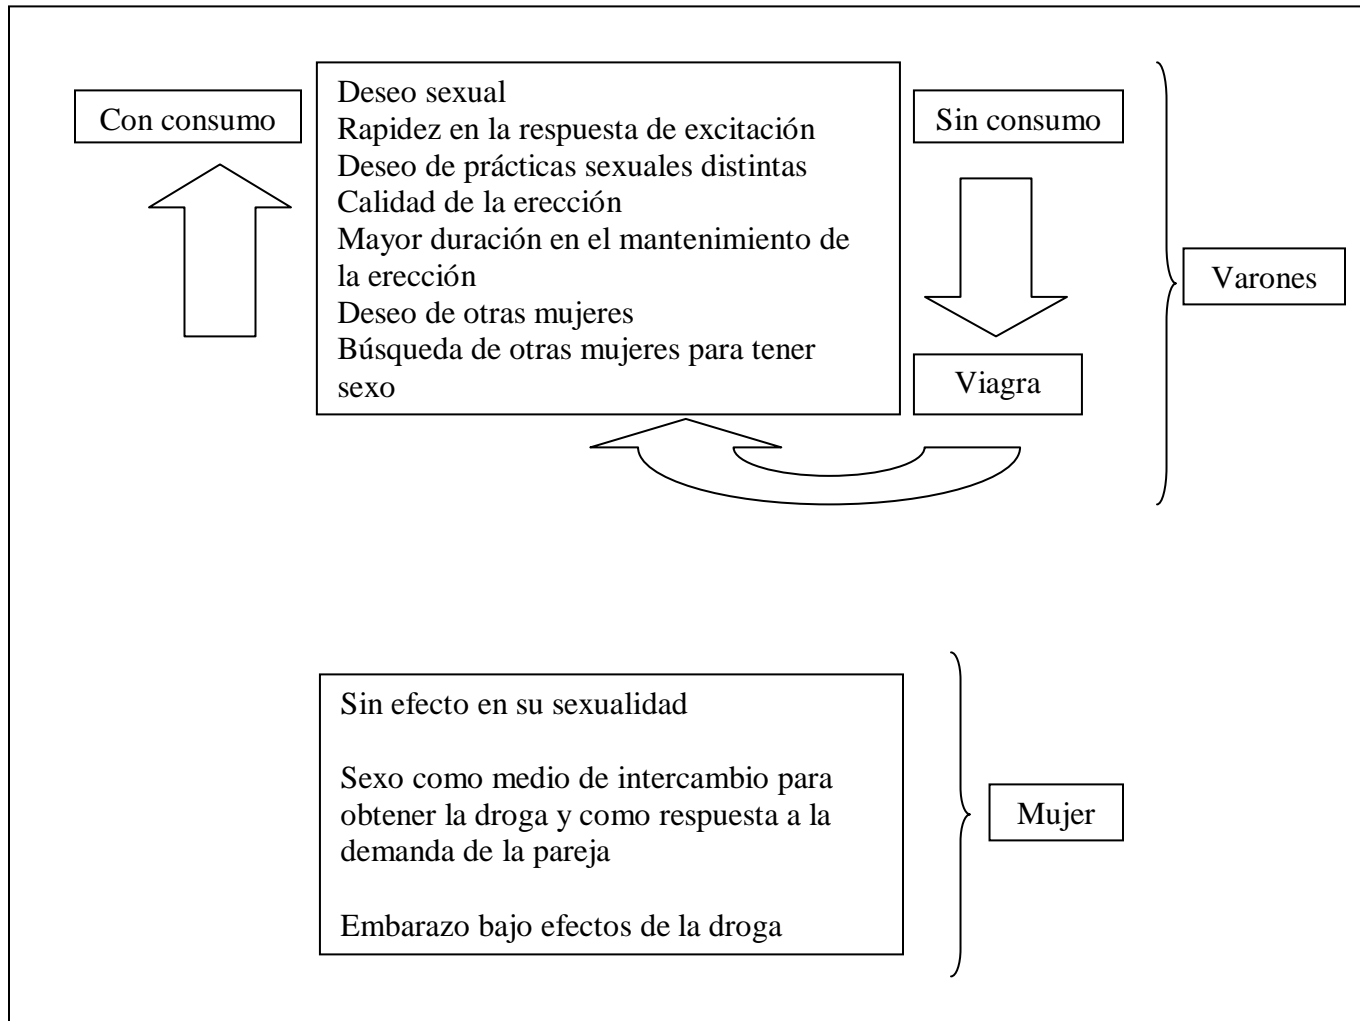 Con consumo
Deseo sexual
Rapidez en la respuesta de excitación
Deseo de prácticas sexuales distintas
Calidad de la erección
Mayor duración en el mantenimiento de
la erección
Deseo de otras mujeres
Búsqueda de otras mujeres para tener
sexo
Sin consumo
Viagra
Varones
Sin efecto en su sexualidad
Sexo como medio de intercambio para
obtener la droga y como respuesta a la
demanda de la pareja
Embarazo bajo efectos de la droga
Mujer